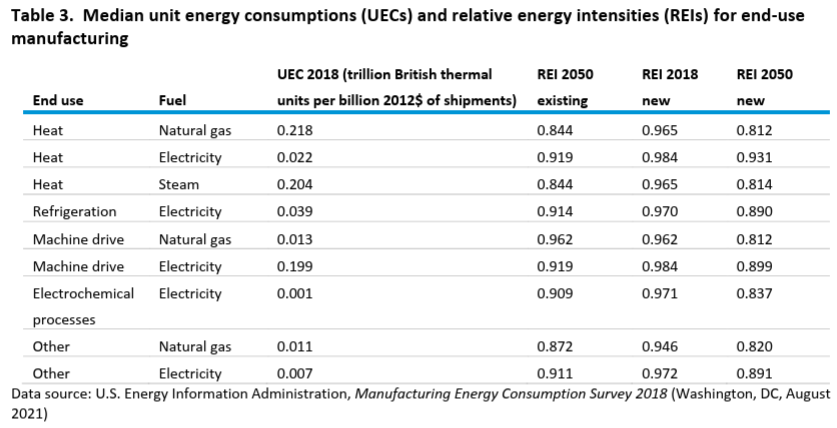 Table 3.  Median unit energy consumptions (UECs) and relative energy intensities (REIs) for end-use
manufacturing
UEC 2018 (trillion British thermal REI 2050 REI 2018 REI 2050
End use Fuel units per billion 2012$ of shipments) existing new new
Heat Natural gas 0.218 0.844 0.965 0.812
Heat Electricity 0.022 0.919 0.984 0.931
Heat Steam 0.204 0.844 0.965 0.814
Refrigeration Electricity 0.039 0.914 0.970 0.890
Machine drive Natural gas 0.013 0.962 0.962 0.812
Machine drive Electricity 0.199 0.919 0.984 0.899
Electrochemical Electricity 0.001 0.909 0.971 0.837
processes
Other Natural gas 0.011 0.872 0.946 0.820
Other Electricity 0.007 0.911 0.972 0.891
Data source: U.S. Energy Information Administration, Manufacturing Energy Consumption Survey 2018 (Washington, DC, August
2021)